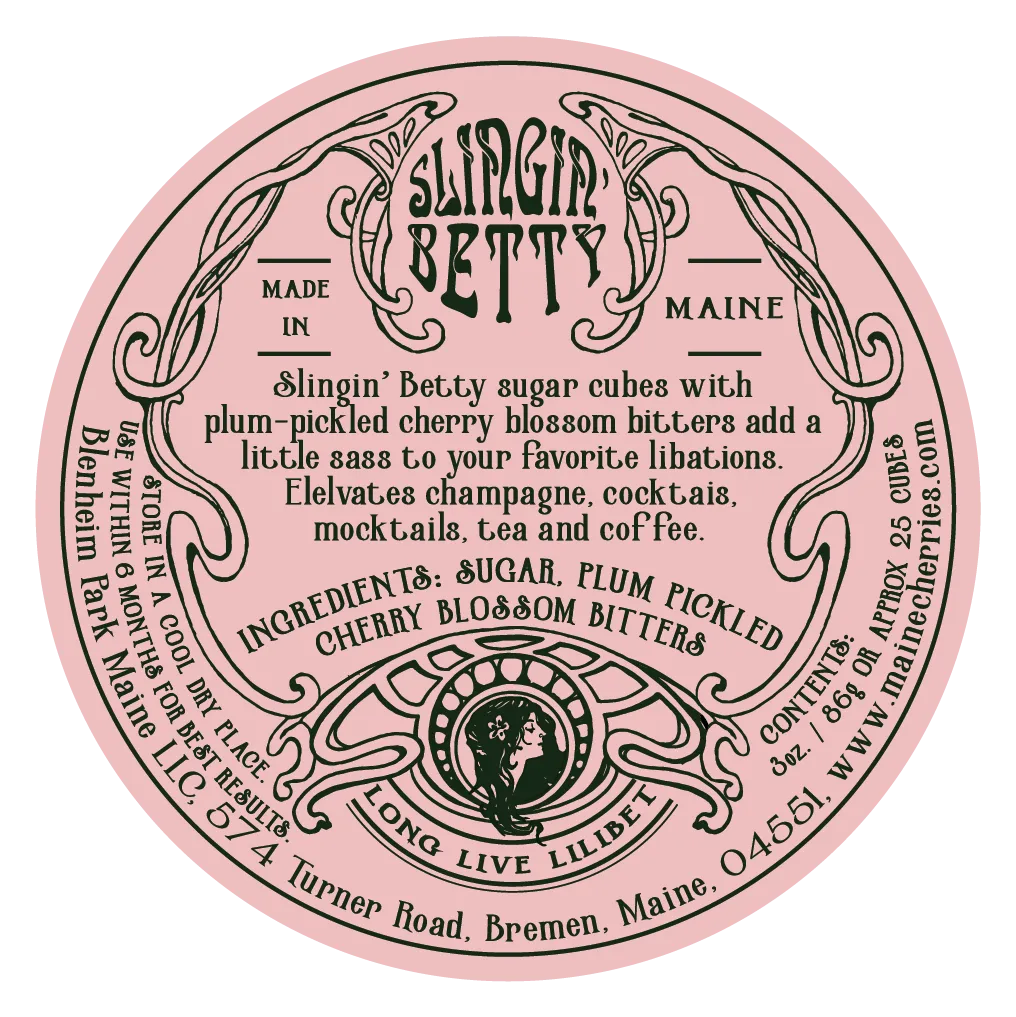 SLINGIN'
BETTY
MADE
IN
MAINE
Slingin' Betty sugar cubes with
plum-pickled cherry blossom bitters add a
little sass to your favorite libations.
Elelvates champagne, cocktais,
mocktails, tea and coffee.
INGREDIENTS: SUGAR, PLUM PICKLED
CHERRY BLOSSOM BITTERS
STORE IN A COOL DRY PLACE.
USE WITHIN 6 MONTHS FOR BEST RESULTS.
CONTENTS:
3oz. / 86g OR APPROX 25 CUBES
LONG LIVE LILIBET
Blenheim Park Maine LLC, 574 Turner Road, Bremen, Maine, 04551, www.mainecherries.com